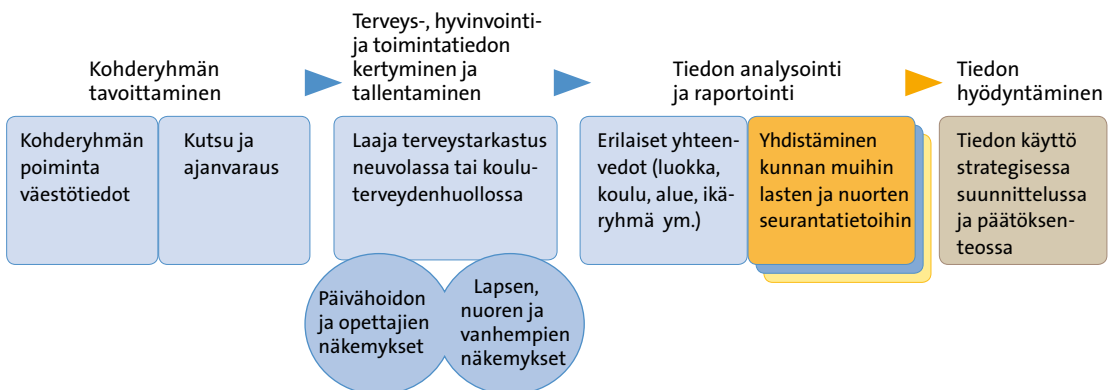 Kohderyhmän
tavoittaminen
Terveys-, hyvinvointi-
ja toimintatiedon
kertyminen ja
tallentaminen
Tiedon analysointi
ja raportointi
Tiedon
hyödyntäminen
Kohderyhmän
poiminta
väestötiedot
Kutsu ja
ajanvaraus
Laaja terveystarkastus
neuvolassa tai koulu-
terveydenhuollossa
Erilaiset yhteen-
vedot (luokka,
koulu, alue, ikä-
ryhmä ym.)
Yhdistäminen
kunnan muihin
lasten ja nuorten
seurantatietoihin
Tiedon käyttö
strategisessa
suunnittelussa
ja päätöksen-
teossa
Päivähoidon
ja opettajien
näkemykset
Lapsen,
nuoren ja
vanhempien
näkemykset